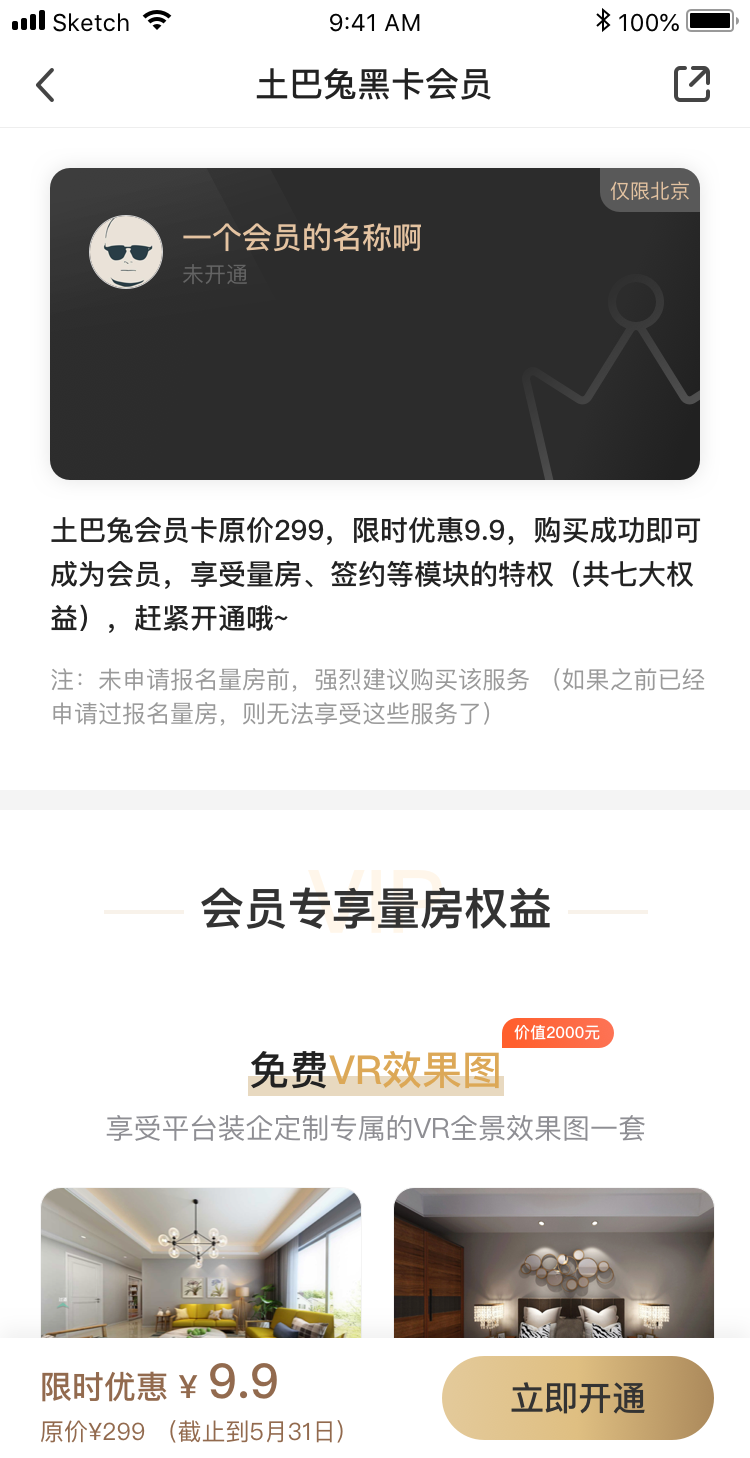 Sketch 9:41 AM 100%
土巴兔黑卡会员
仅限北京
一个会员的名称啊
未开通
土巴兔会员卡原价299，限时优惠9.9，购买成功即可
成为会员，享受量房、签约等模块的特权（共七大权
益），赶紧开通哦~
注：未申请报名量房前，强烈建议购买该服务 （如果之前已经
申请过报名量房，则无法享受这些服务了）
VIP
会员专享量房权益
价值2000元
免费VR效果图
享受平台装企定制专属的VR全景效果图一套
限时优惠 ¥ 9.9
原价¥299 （截止到5月31日）
立即开通